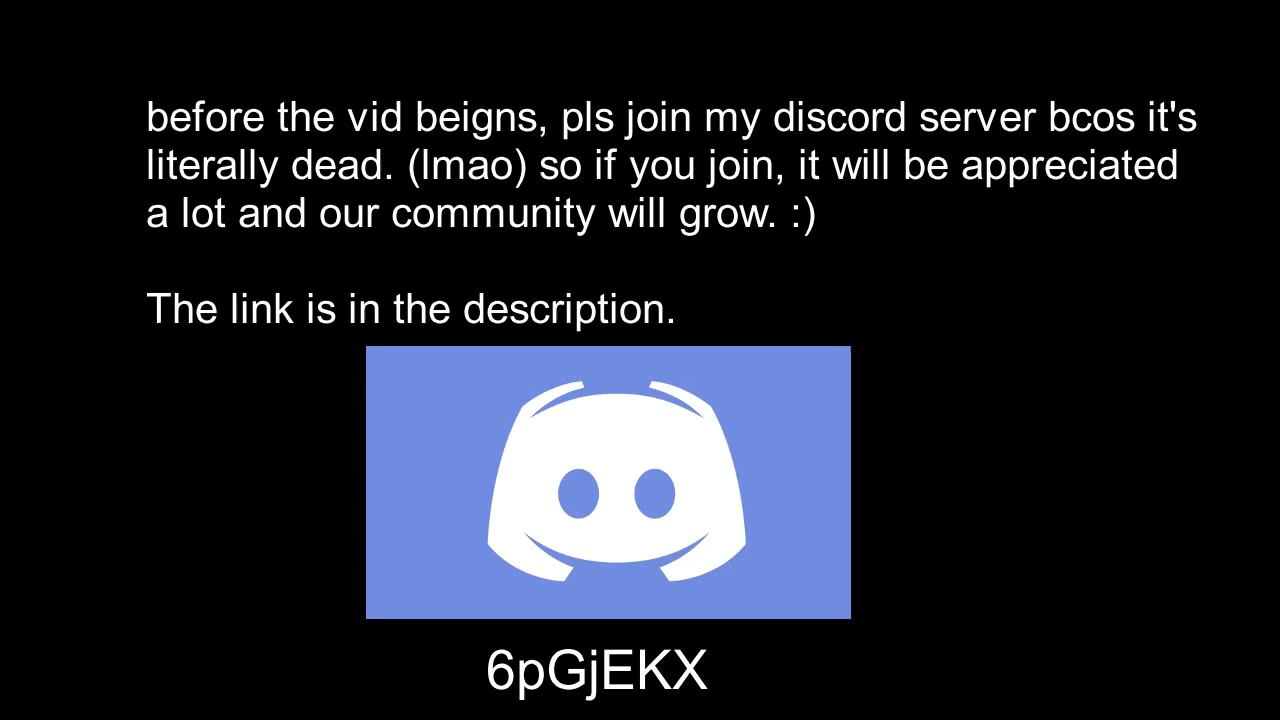 before the vid beigns, pls join my discord server bcos it's
literally dead. (lmao) so if you join, it will be appreciated
a lot and our community will grow. :)
The link is in the description.
6pGjEKX